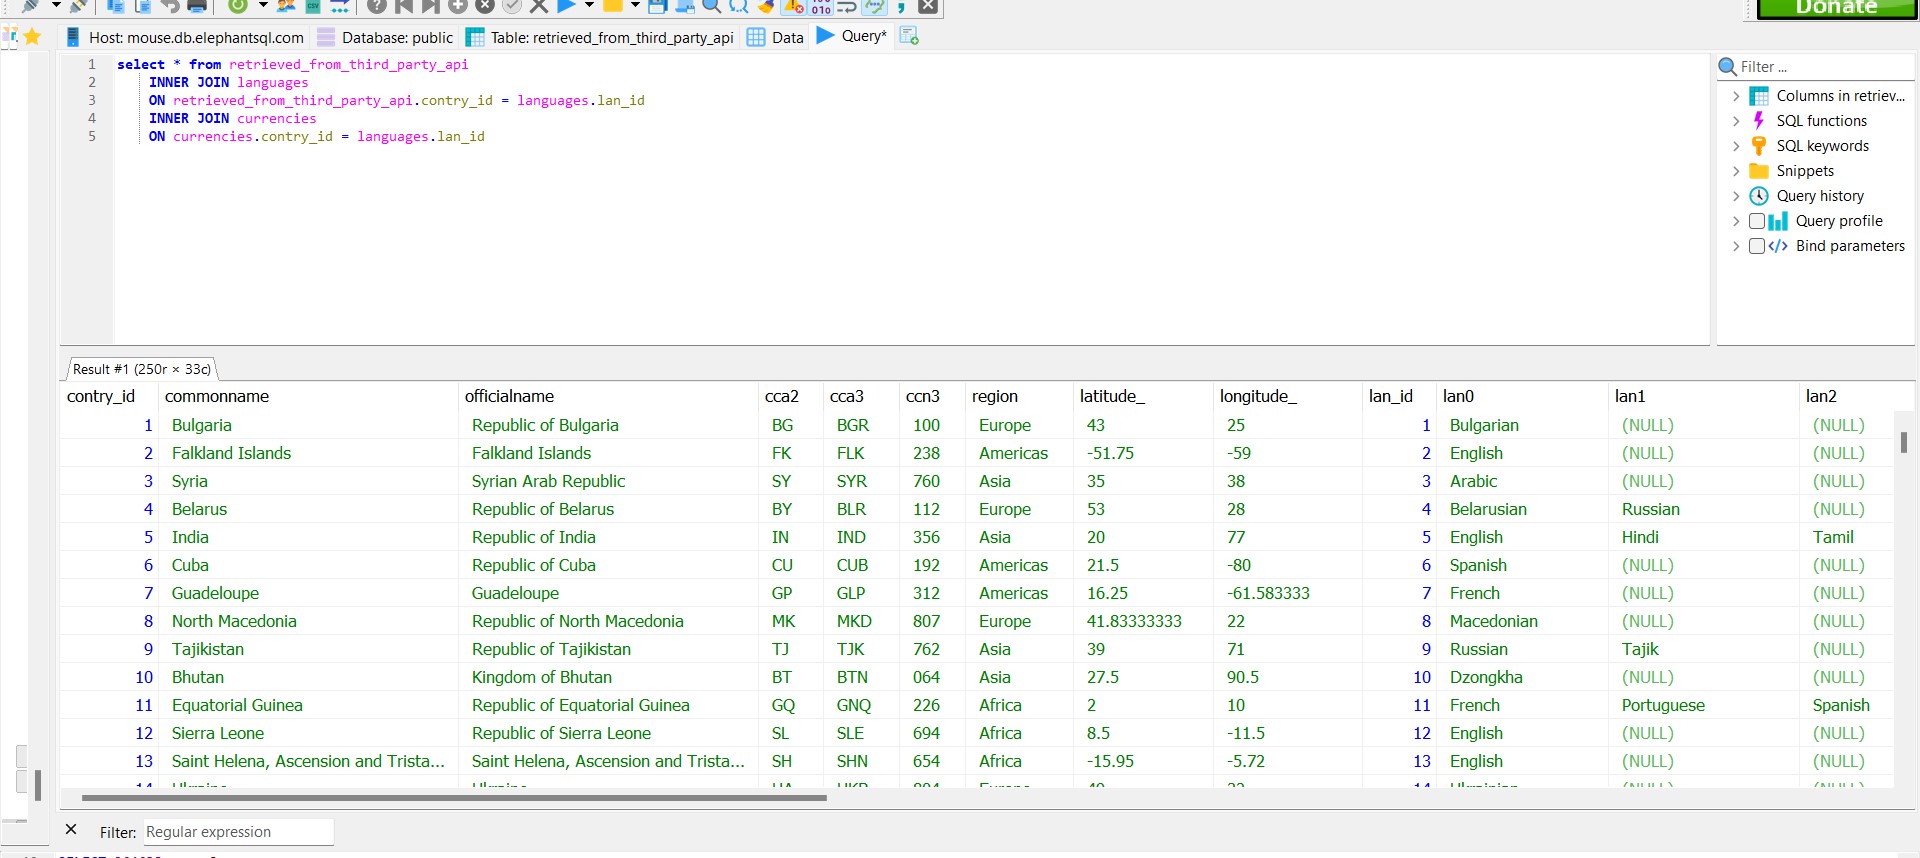 Donate
Host: mouse.db.elephantsql.com Database: public Table: retrieved_from_third_party_api Data Query*
1 select * from retrieved_from_third_party_api
2 INNER JOIN languages
3 ON retrieved_from_third_party_api.contry_id = languages.lan_id
4 INNER JOIN currencies
5 ON currencies.contry_id = languages.lan_id
Filter ...
Columns in retriev...
SQL functions
SQL keywords
Snippets
Query history
Query profile
Bind parameters
Result #1 (250r × 33c)
contry_id commonname officialname cca2 cca3 ccn3 region latitude_ longitude_ lan_id lan0 lan1 lan2
1 Bulgaria Republic of Bulgaria BG BGR 100 Europe 43 25 1 Bulgarian (NULL) (NULL)
2 Falkland Islands Falkland Islands FK FLK 238 Americas -51.75 -59 2 English (NULL) (NULL)
3 Syria Syrian Arab Republic SY SYR 760 Asia 35 38 3 Arabic (NULL) (NULL)
4 Belarus Republic of Belarus BY BLR 112 Europe 53 28 4 Belarusian Russian (NULL)
5 India Republic of India IN IND 356 Asia 20 77 5 English Hindi Tamil
6 Cuba Republic of Cuba CU CUB 192 Americas 21.5 -80 6 Spanish (NULL) (NULL)
7 Guadeloupe Guadeloupe GP GLP 312 Americas 16.25 -61.583333 7 French (NULL) (NULL)
8 North Macedonia Republic of North Macedonia MK MKD 807 Europe 41.83333333 22 8 Macedonian (NULL) (NULL)
9 Tajikistan Republic of Tajikistan TJ TJK 762 Asia 39 71 9 Russian Tajik (NULL)
10 Bhutan Kingdom of Bhutan BT BTN 064 Asia 27.5 90.5 10 Dzongkha (NULL) (NULL)
11 Equatorial Guinea Republic of Equatorial Guinea GQ GNQ 226 Africa 2 10 11 French Portuguese Spanish
12 Sierra Leone Republic of Sierra Leone SL SLE 694 Africa 8.5 -11.5 12 English (NULL) (NULL)
13 Saint Helena, Ascension and Trista... Saint Helena, Ascension and Trista... SH SHN 654 Africa -15.95 -5.72 13 English (NULL) (NULL)
Filter: Regular expression